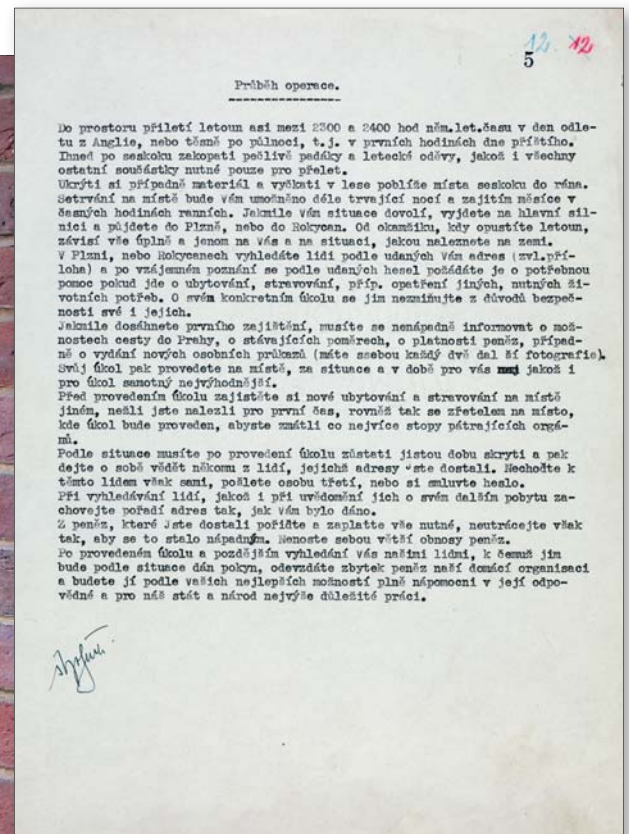 12. 12
5
Průběh operace.
Do prostoru přiletí letoun asi mezi 2300 a 2400 hod něm.let.času v den odle-
tu z Anglie, nebo těsně po půlnoci, t.j. v prvních hodinách dne příštího.
Ihned po seskoku zakopati pečlivě padáky a letecké oděvy, jakož i všechny
ostatní součástky nutné pouze pro přelet.
Ukrýti si případně materiál a vyčkati v lese poblíže místa seskoku do rána.
Setrvání na místě bude Vám umožněno déle trvající nocí a zajitím měsíce v
časných hodinách ranních. Jakmile Vám situace dovolí, vyjdete na hlavní sil-
nici a půjdete do Plzně, nebo do Rokycan. Od okamžiku, kdy opustíte letoun,
závisí vše úplně a jenom na Vás a na situaci, jakou naleznete na zemi.
V Plzni, nebo Rokycanech vyhledáte lidi podle udaných Vám adres (zvl.pří-
loha) a po vzájemném poznání se podle udaných hesel požádáte je o potřebnou
pomoc pokud jde o ubytování, stravování, příp. opatření jiných, nutných ži-
votních potřeb. O svém konkretním úkolu se jim nezmiňujte z důvodů bezpeč-
nosti své i jejich.
Jakmile dosáhnete prvního zajištění, musíte se nenápadně informovat o mož-
nostech cesty do Prahy, o stávajících poměrech, o platnosti peněz, případ-
ně o vydání nových osobních průkazů (máte ssebou každý dvě dal ší fotografie).
Svůj úkol pak provedete na místě, za situace a v době pro vás jakož i
pro úkol samotný nejvýhodnější.
Před provedením úkolu zajistěte si nové ubytování a stravování na místě
jiném, nežli jste nalezli pro první čas, rovněž tak se zřetelem na místo,
kde úkol bude proveden, abyste zmátli co nejvíce stopy pátrajících orgá-
mů.
Podle situace musíte po provedení úkolu zůstati jistou dobu skryti a pak
dejte o sobě vědět někomu z lidí, jejichž adresy jste dostali. Nechoďte k
těmto lidem však sami, pošlete osobu třetí, nebo si smluvte heslo.
Při vyhledávání lidí, jakož i při uvědomění jich o svém dalším pobytu za-
chovejte pořadí adres tak, jak Vám bylo dáno.
Z peněz, které Jste dostali pořiďte a zaplatte vše nutné, neutrácejte však
tak, aby se to stalo nápadným. Nenoste sebou větší obnosy peněz.
Po provedeném úkolu a pozdějším vyhledání Vás našimi lidmi, k čemuž jim
bude podle situace dán pokyn, odevzdáte zbytek peněz naší domácí organisaci
a budete jí podle vašich nejlepších možností plně nápomocni v její odpo-
vědné a pro náš stát a národ nejvýše důležité práci.